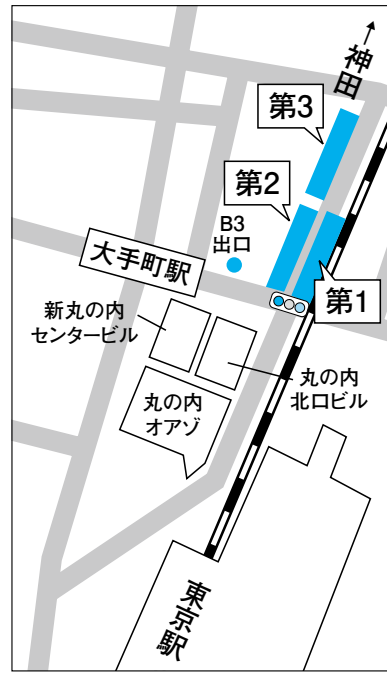 神田
第3
第2
B3
出口
大手町駅
第1
新丸の内
センタービル
丸の内
北口ビル
丸の内
オアゾ
東京駅